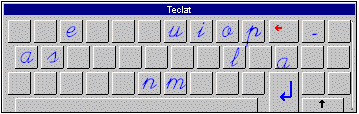 Teclat
e u i o p ← -
a s l a
n m ↵ ↑